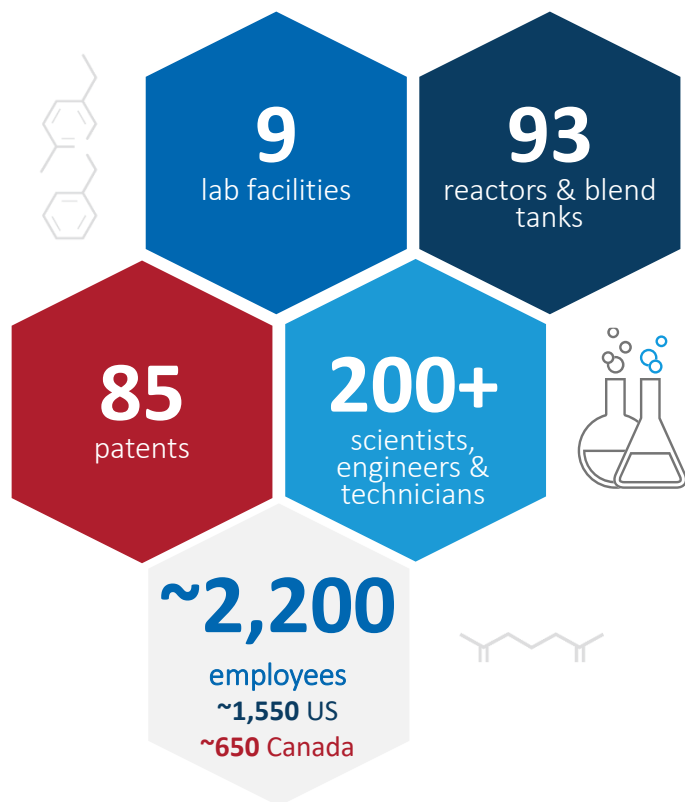 9
lab facilities
93
reactors & blend
tanks
85
patents
200+
scientists,
engineers &
technicians
~2,200
employees
~1,550 US
~650 Canada